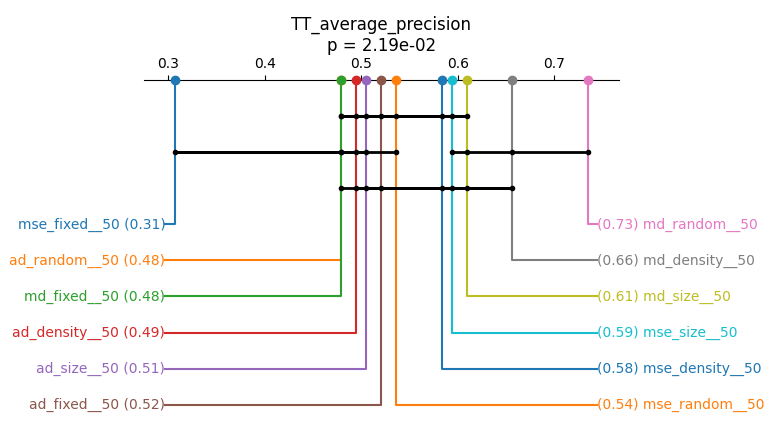 TT_average_precision
p = 2.19e-02
0.3 0.4 0.5 0.6 0.7
mse_fixed__50 (0.31) (0.73) md_random__50
ad_random__50 (0.48) (0.66) md_density__50
md_fixed__50 (0.48) (0.61) md_size__50
ad_density__50 (0.49) (0.59) mse_size__50
ad_size__50 (0.51) (0.58) mse_density__50
ad_fixed__50 (0.52) (0.54) mse_random__50